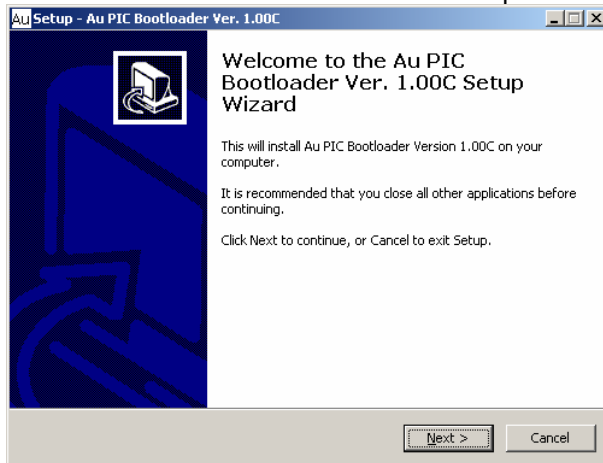 Au Setup - Au PIC Bootloader Ver. 1.00C
Welcome to the Au PIC
Bootloader Ver. 1.00C Setup
Wizard
This will install Au PIC Bootloader Version 1.00C on your
computer.
It is recommended that you close all other applications before
continuing.
Click Next to continue, or Cancel to exit Setup.
Next > Cancel